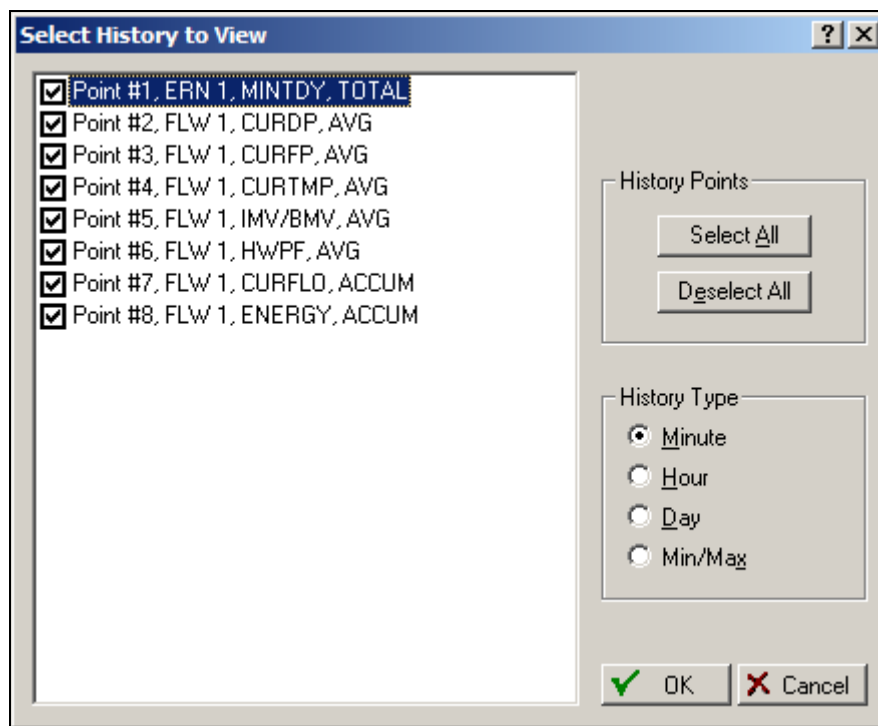 Select History to View
Point #1, ERN 1, MINTDY, TOTAL
Point #2, FLW 1, CURDP, AVG
Point #3, FLW 1, CURFP, AVG
Point #4, FLW 1, CURTMP, AVG
Point #5, FLW 1, IMV/BMV, AVG
Point #6, FLW 1, HWPF, AVG
Point #7, FLW 1, CURFLO, ACCUM
Point #8, FLW 1, ENERGY, ACCUM
History Points
Select All
Deselect All
History Type
Minute
Hour
Day
Min/Max
OK
Cancel